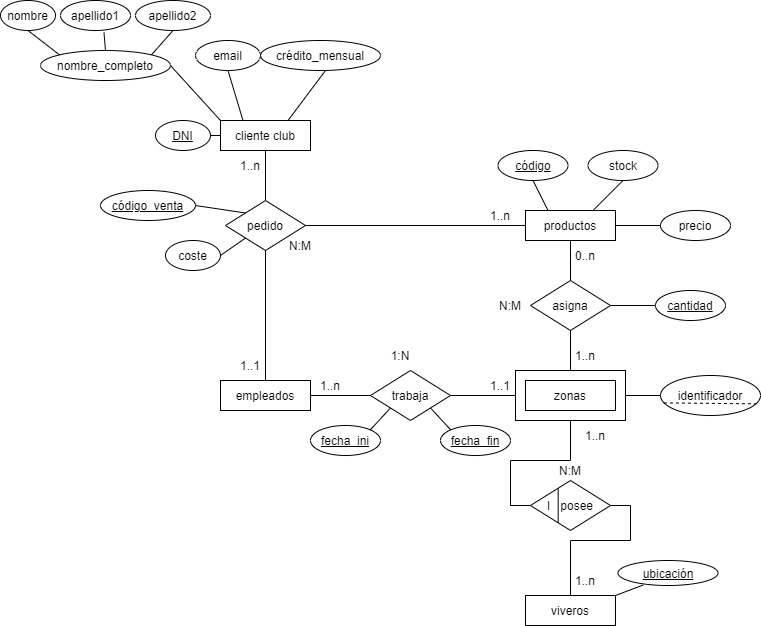 nombre
apellido1
apellido2
nombre_completo
email
crédito_mensual
DNI
cliente club
1..n
código
stock
código_venta
pedido
1..n
productos
precio
N:M
coste
0..n
N:M
asigna
cantidad
1:N
1..n
1..1
empleados
1..n
trabaja
1..1
zonas
identificador
fecha_ini
fecha_fin
1..n
N:M
I
posee
1..n
ubicación
viveros